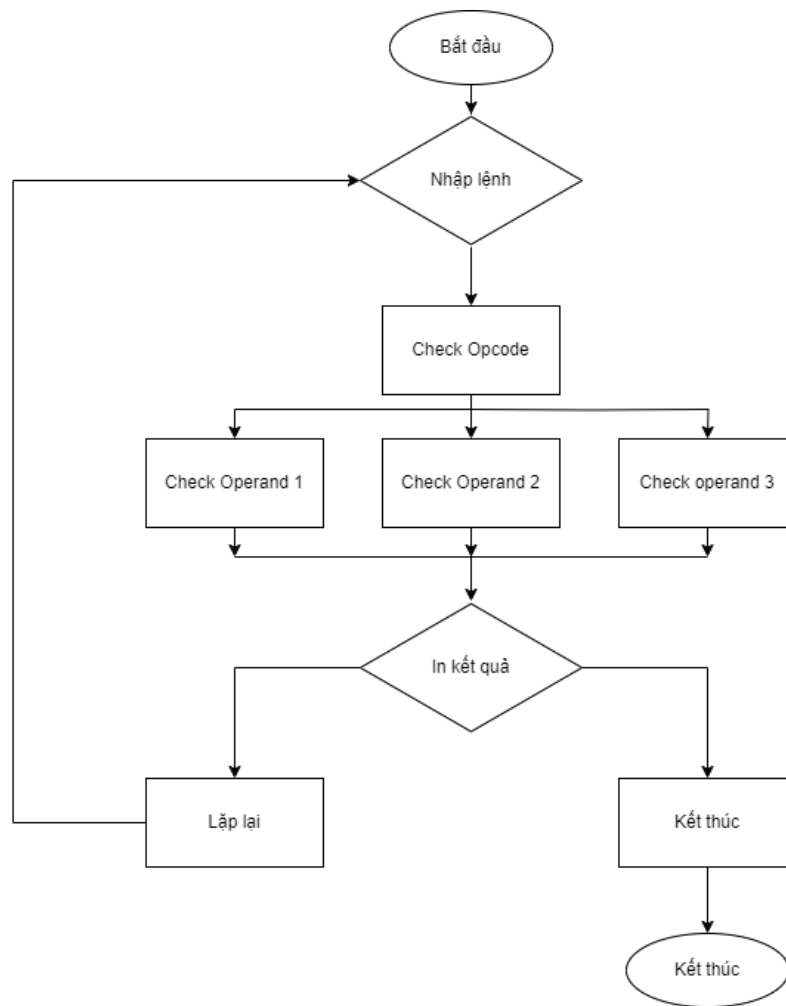 Bắt đầu
Nhập lệnh
Check Opcode
Check Operand 1
Check Operand 2
Check operand 3
In kết quả
Lặp lại
Kết thúc
Kết thúc